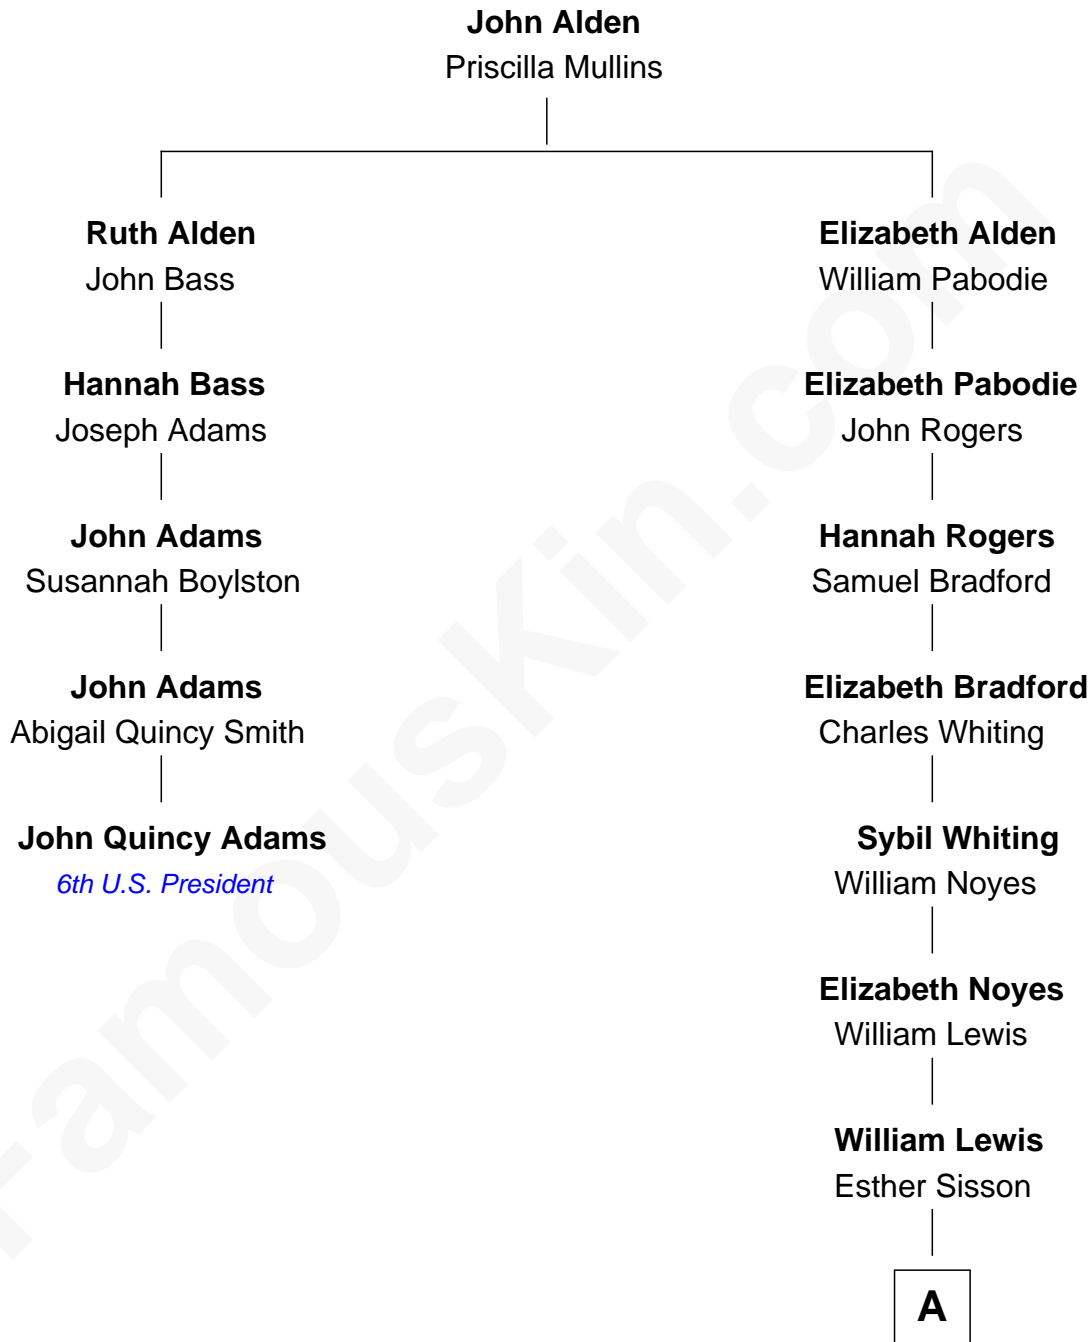 John Alden
Priscilla Mullins
Ruth Alden
John Bass
Elizabeth Alden
William Pabodie
Hannah Bass
Joseph Adams
Elizabeth Pabodie
John Rogers
John Adams
Susannah Boylston
Hannah Rogers
Samuel Bradford
John Adams
Abigail Quincy Smith
Elizabeth Bradford
Charles Whiting
John Quincy Adams
6th U.S. President
Sybil Whiting
William Noyes
Elizabeth Noyes
William Lewis
William Lewis
Esther Sisson
A
FamousKin.com